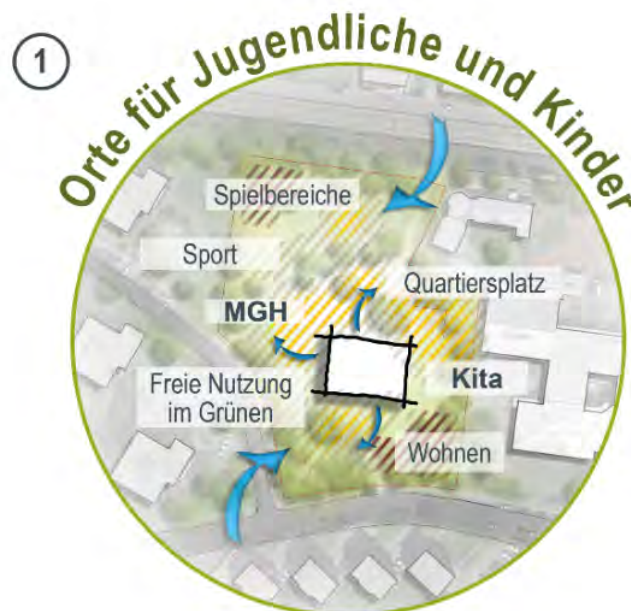 1
Orte für Jugendliche und Kinder
Spielbereiche
Sport
Quartiersplatz
MGH
Kita
Freie Nutzung
im Grünen
Wohnen